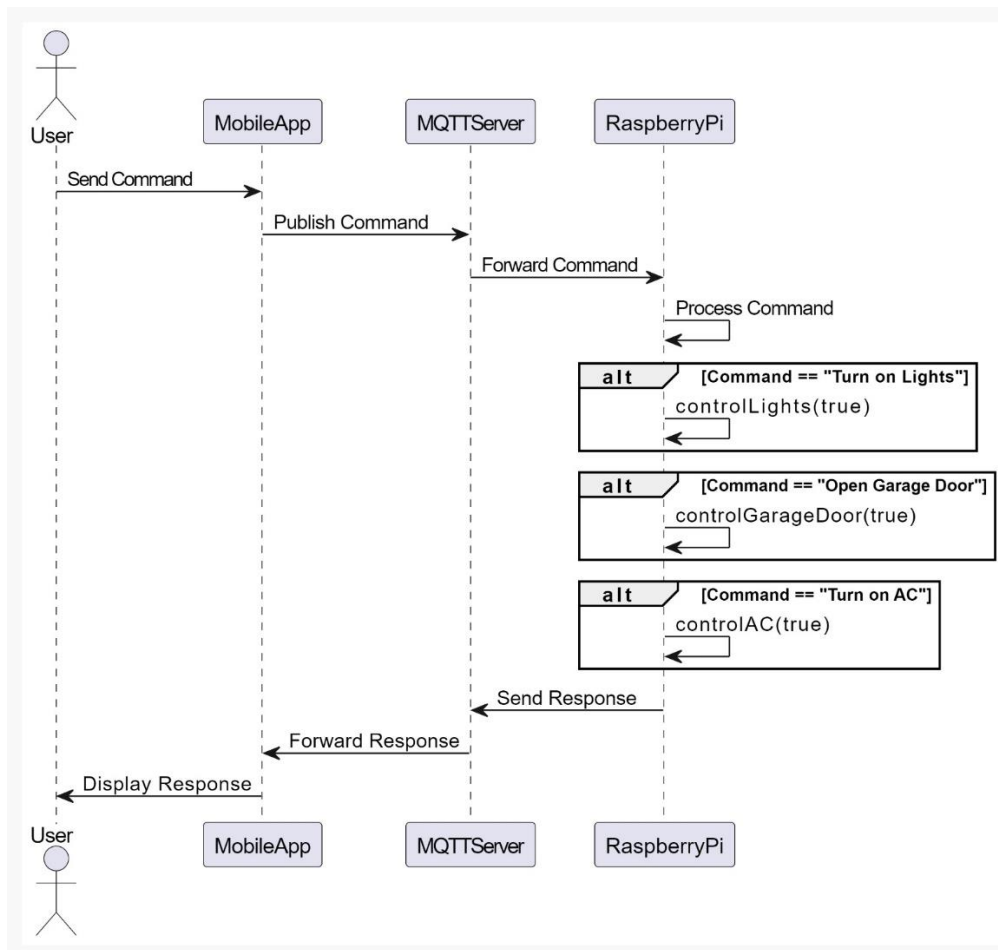 User
MobileApp
MQTTServer
RaspberryPi
Send Command
Publish Command
Forward Command
Process Command
alt [Command == "Turn on Lights"]
controlLights(true)
alt [Command == "Open Garage Door"]
controlGarageDoor(true)
alt [Command == "Turn on AC"]
controlAC(true)
Send Response
Forward Response
Display Response
User
MobileApp
MQTTServer
RaspberryPi